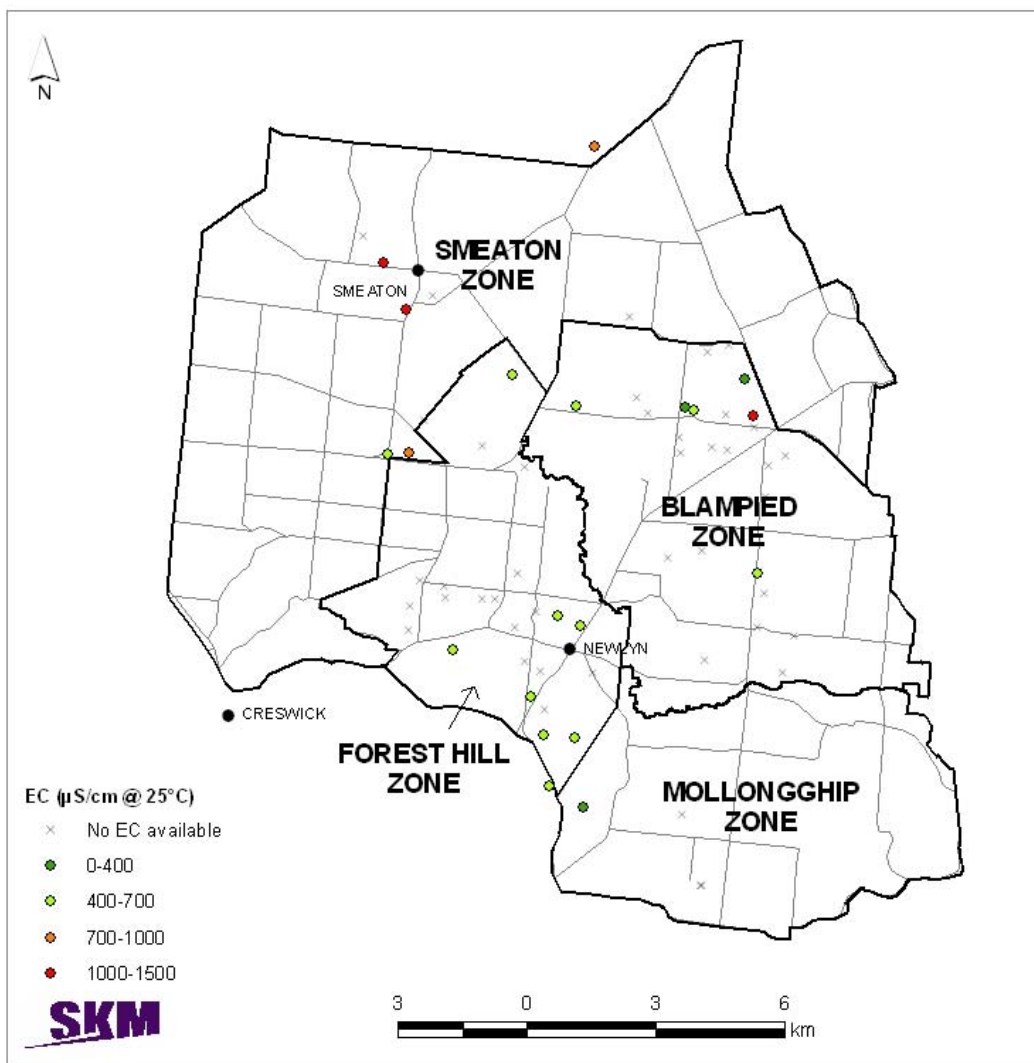 N
SMEATON
ZONE
SMEATON
BLAMPIED
ZONE
NEWLYN
CRESWICK
FOREST HILL
ZONE
MOLLONGGHIP
ZONE
EC (µS/cm @ 25°C)
No EC available
0-400
400-700
700-1000
1000-1500
SKM
3 0 3 6
km